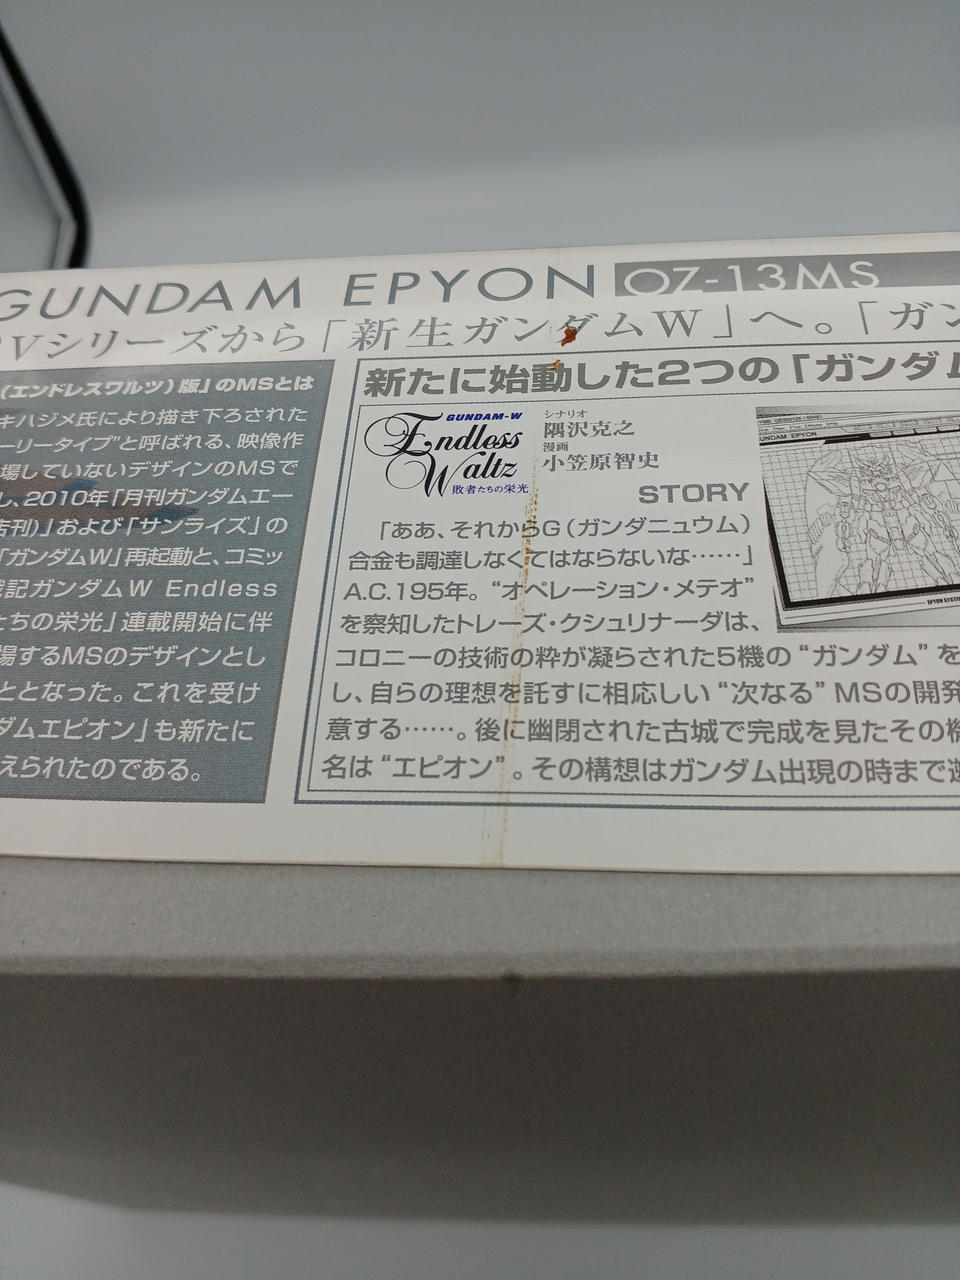 GUNDAM EPYON OZ-13MS
Vシリーズから「新生ガンダムW」へ。「ガン
(エンドレスワルツ)版」のMSとは
キハジメ氏により描き下ろされた
ーリータイプ"と呼ばれる、映像作
場していないデザインのMSで
し、2010年「月刊ガンダムエー
刊)」および「サンライズ」の
「ガンダムW」再起動と、コミッ
記ガンダムW Endless
たちの栄光」連載開始に伴
場するMSのデザインとし
ととなった。これを受け
ダムエピオン」も新たに
えられたのである。
新たに始動した2つの「ガンダム
GUNDAM-W
Endless
Waltz
敗者たちの栄光
シナリオ
隅沢克之
漫画
小笠原智史
GUNDAM EPYON
STORY
「ああ、それからG(ガンダニュウム)
合金も調達しなくてはならないな……」
A.C.195年。"オペレーション・メテオ"
を察知したトレーズ・クシュリナーダは、
コロニーの技術の粋が凝らされた5機の"ガンダム"を
し、自らの理想を託すに相応しい"次なる"MSの開発
意する……。後に幽閉された古城で完成を見たその機
名は"エピオン"。その構想はガンダム出現の時まで遡